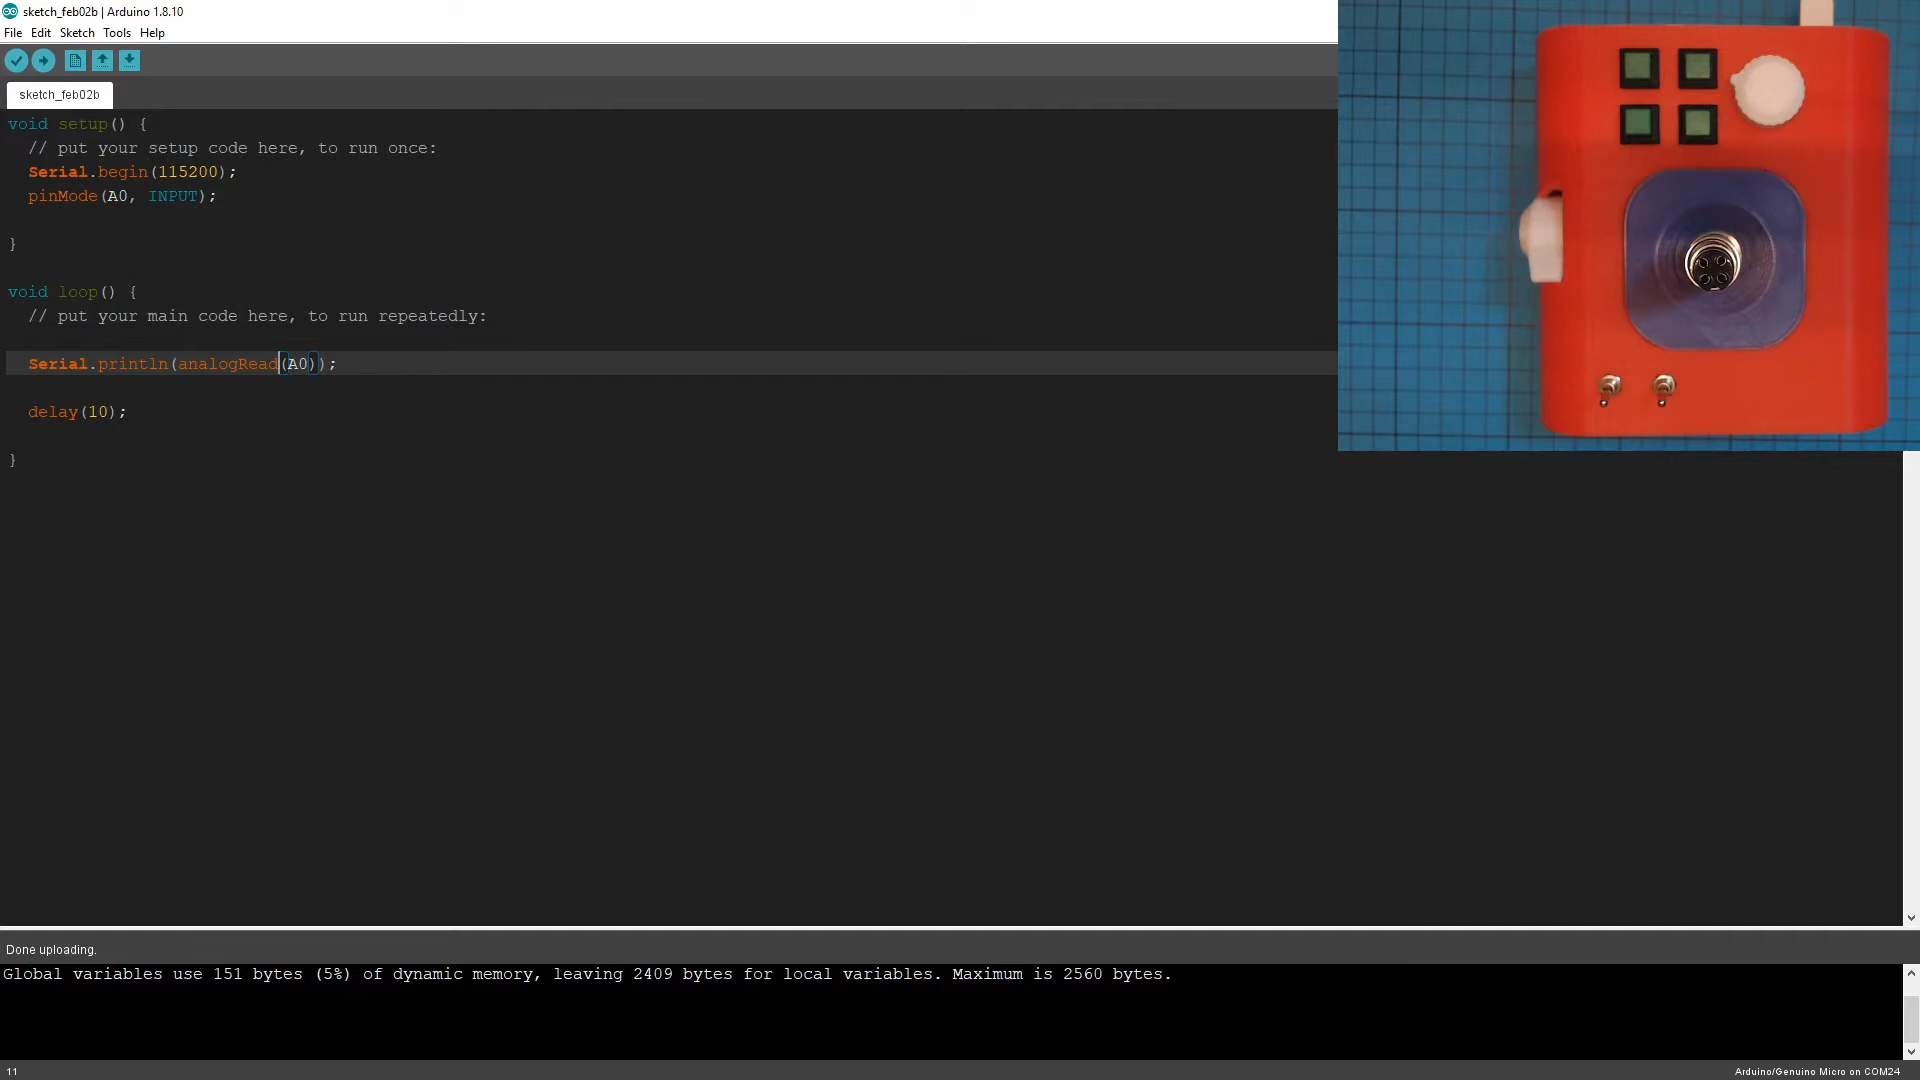 sketch_feb02b | Arduino 1.8.10
File Edit Sketch Tools Help
sketch_feb02b
void setup() {
// put your setup code here, to run once:
Serial.begin(115200);
pinMode(A0, INPUT);
}
void loop() {
// put your main code here, to run repeatedly:
Serial.println(analogRead(A0));
delay(10);
}
Done uploading.
Global variables use 151 bytes (5%) of dynamic memory, leaving 2409 bytes for local variables. Maximum is 2560 bytes.
11
Arduino/Genuino Micro on COM24